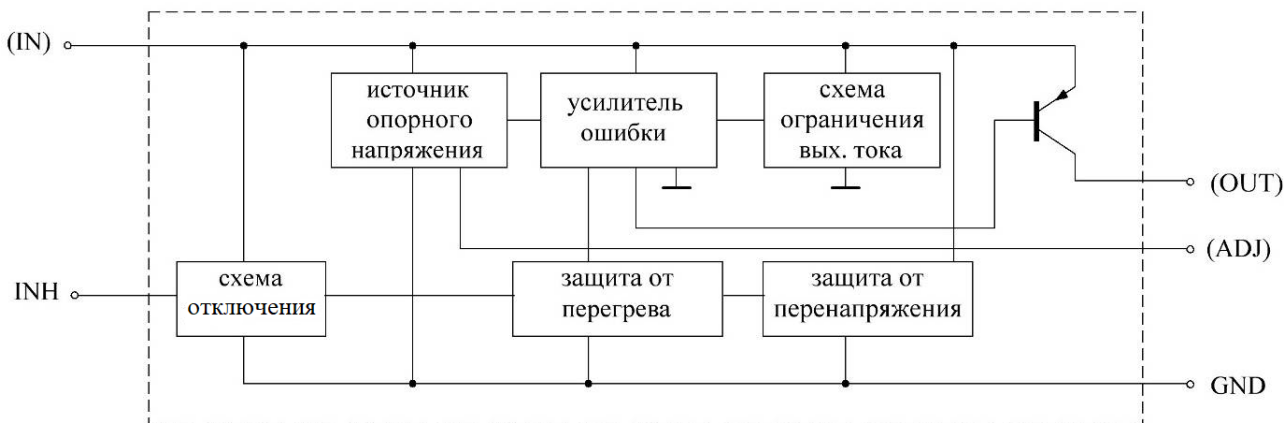 (IN)
источник
опорного
напряжения
усилитель
ошибки
схема
ограничения
вых. тока
(OUT)
(ADJ)
INH
схема
отключения
защита от
перегрева
защита от
перенапряжения
GND